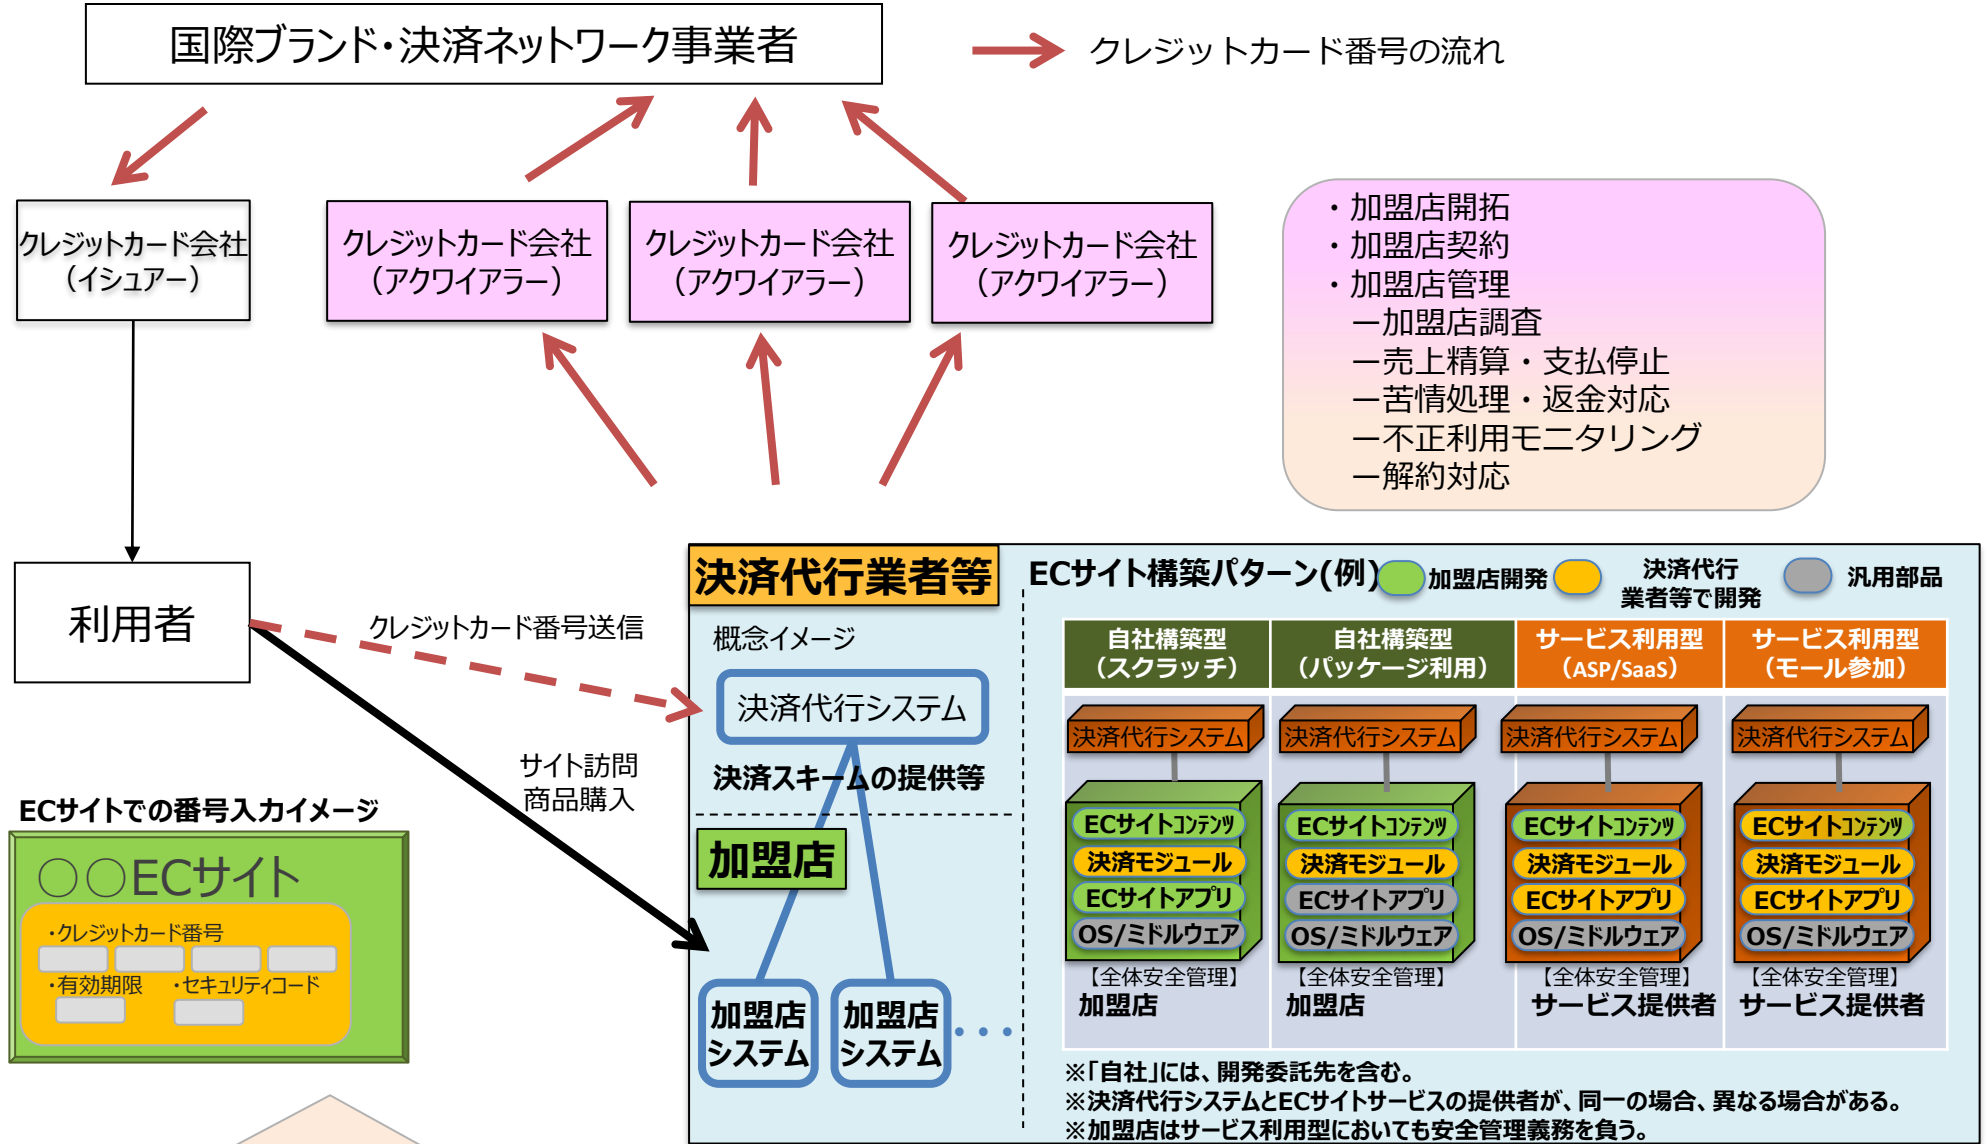 国際ブランド・決済ネットワーク事業者
クレジットカード番号の流れ
クレジットカード会社
（イシュアー）
クレジットカード会社
（アクワイアラー）
クレジットカード会社
（アクワイアラー）
クレジットカード会社
（アクワイアラー）
・加盟店開拓
・加盟店契約
・加盟店管理
－加盟店調査
－売上精算・支払停止
－苦情処理・返金対応
－不正利用モニタリング
－解約対応
利用者
クレジットカード番号送信
サイト訪問
商品購入
ECサイトでの番号入力イメージ
○○ECサイト
・クレジットカード番号
・有効期限 ・セキュリティコード
決済代行業者等
概念イメージ
決済代行システム
決済スキームの提供等
加盟店
加盟店
システム
加盟店
システム
・・・
ECサイト構築パターン(例)
加盟店開発
決済代行
業者等で開発
汎用部品
自社構築型
（スクラッチ）
自社構築型
（パッケージ利用）
サービス利用型
（ASP/SaaS）
サービス利用型
（モール参加）
決済代行システム
ECサイトコンテンツ
決済モジュール
ECサイトアプリ
OS/ミドルウェア
【全体安全管理】
加盟店
決済代行システム
ECサイトコンテンツ
決済モジュール
ECサイトアプリ
OS/ミドルウェア
【全体安全管理】
加盟店
決済代行システム
ECサイトコンテンツ
決済モジュール
ECサイトアプリ
OS/ミドルウェア
【全体安全管理】
サービス提供者
決済代行システム
ECサイトコンテンツ
決済モジュール
ECサイトアプリ
OS/ミドルウェア
【全体安全管理】
サービス提供者
※「自社」には、開発委託先を含む。
※決済代行システムとECサイトサービスの提供者が、同一の場合、異なる場合がある。
※加盟店はサービス利用型においても安全管理義務を負う。